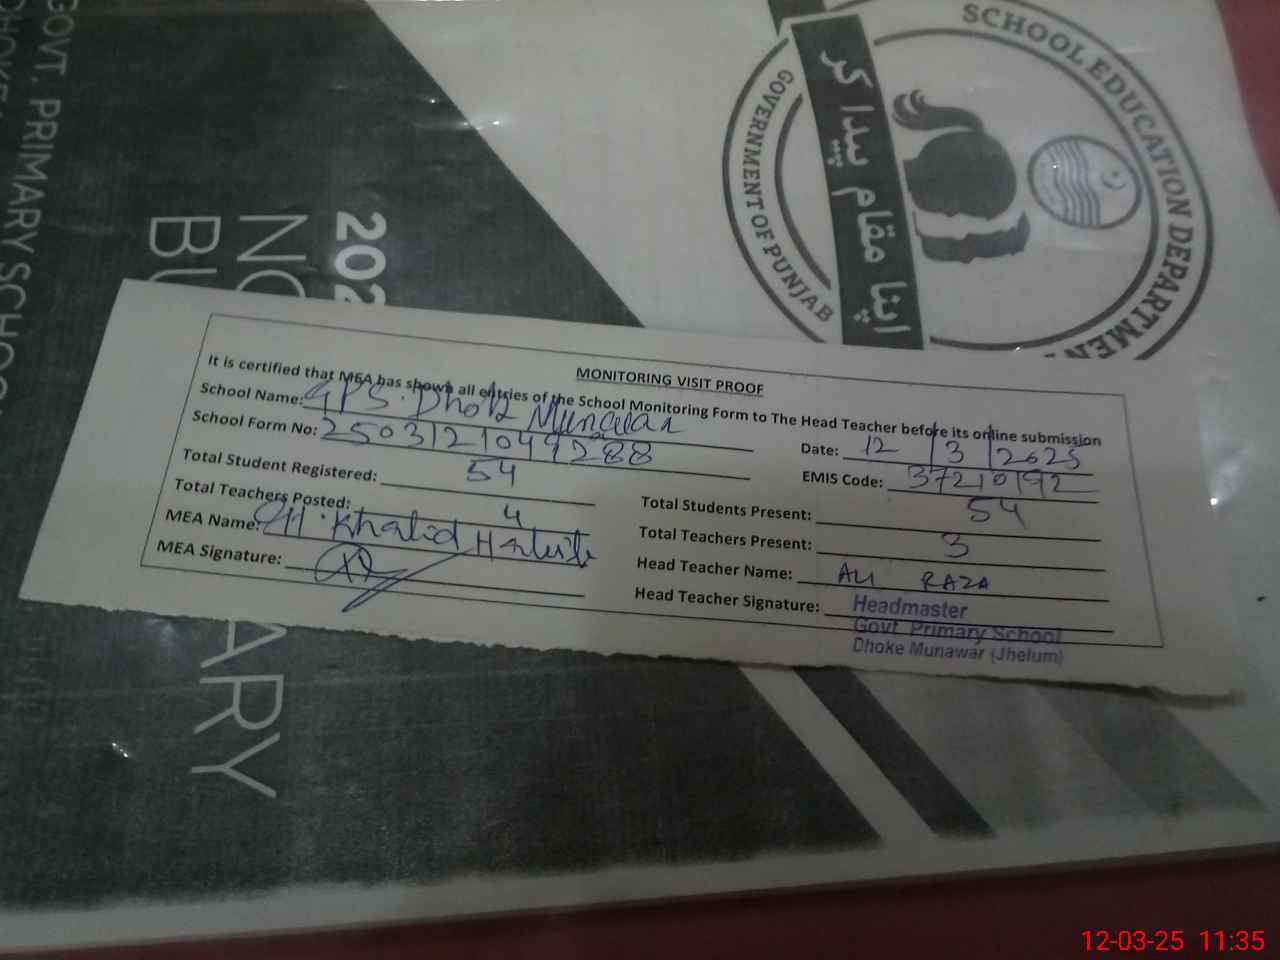 GOVT. PRIMARY SCHOOL
202
NO
BU
ARY
SCHOOL EDUCATION DEPARTMEN
GOVERNMENT OF PUNJAB
اپنا مقام پیدا کر
MONITORING VISIT PROOF
It is certified that MEA has shown all entries of the School Monitoring Form to The Head Teacher before its online submission
School Name: GPS. Dhok Munawar
Date: 12/3/2025
School Form No: 25031210499288
EMIS Code: 37210192
Total Student Registered: 54
Total Students Present: 54
Total Teachers Posted: 4
Total Teachers Present: 3
MEA Name: CH. Khalid
Head Teacher Name: ALI RAZA
MEA Signature:
Head Teacher Signature:
Headmaster
Govt Primary School
Dhoke Munawar (Jhelum)
12-03-25 11:35